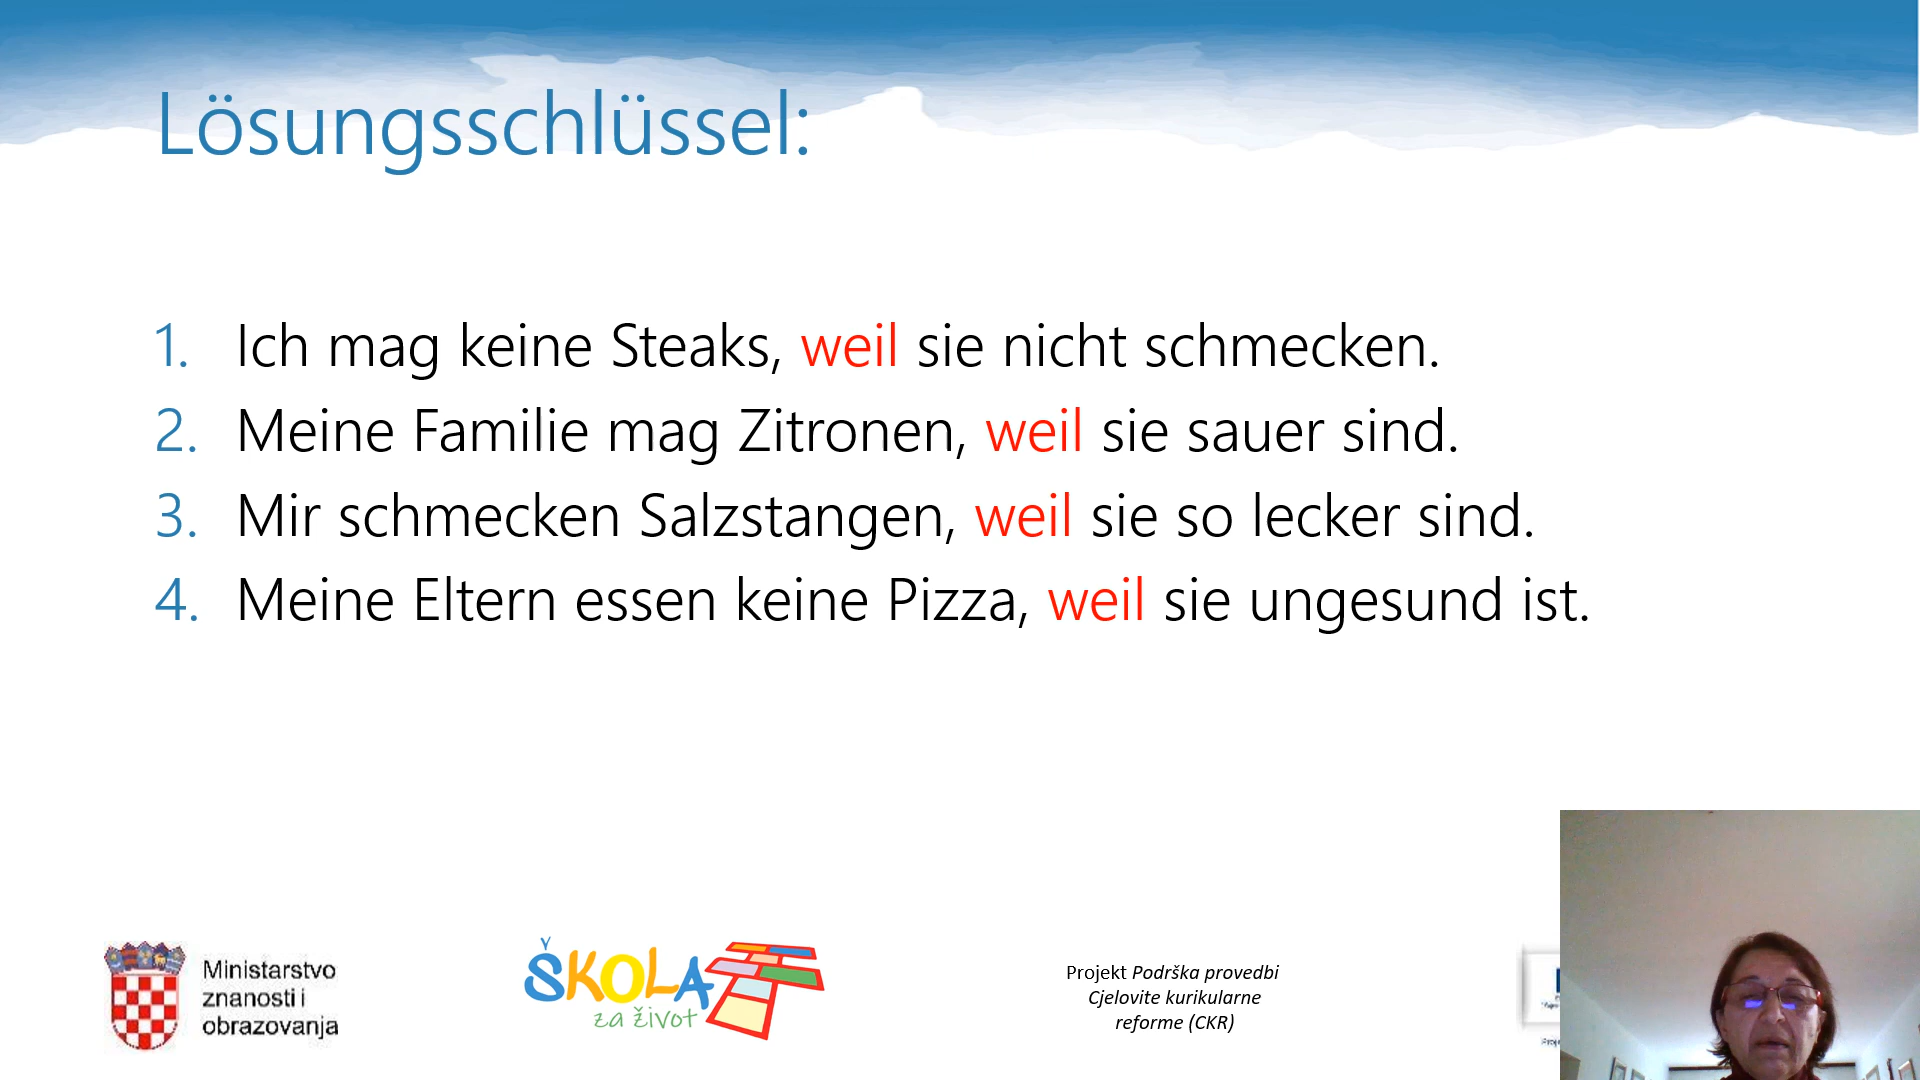 Lösungsschlüssel:
1. Ich mag keine Steaks, weil sie nicht schmecken.
2. Meine Familie mag Zitronen, weil sie sauer sind.
3. Mir schmecken Salzstangen, weil sie so lecker sind.
4. Meine Eltern essen keine Pizza, weil sie ungesund ist.
Ministarstvo
znanosti i
obrazovanja
ŠKOLA
za život
Projekt Podrška provedbi
Cjelovite kurikularne
reforme (CKR)